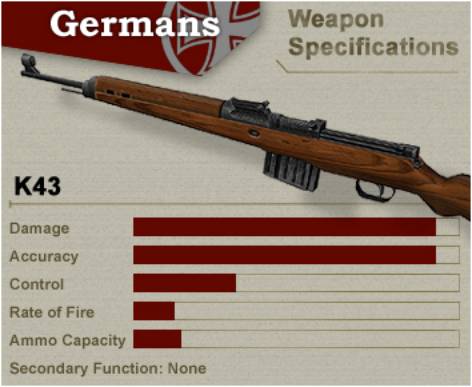 Germans
Weapon
Specifications
K43
Damage
Accuracy
Control
Rate of Fire
Ammo Capacity
Secondary Function: None